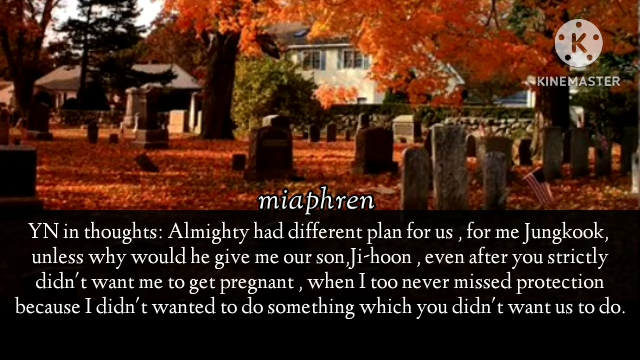 K
KINEMASTER
miaphren
YN in thoughts: Almighty had different plan for us , for me Jungkook,
unless why would he give me our son,Ji-hoon , even after you strictly
didn't want me to get pregnant , when I too never missed protection
because I didn't wanted to do something which you didn't want us to do.